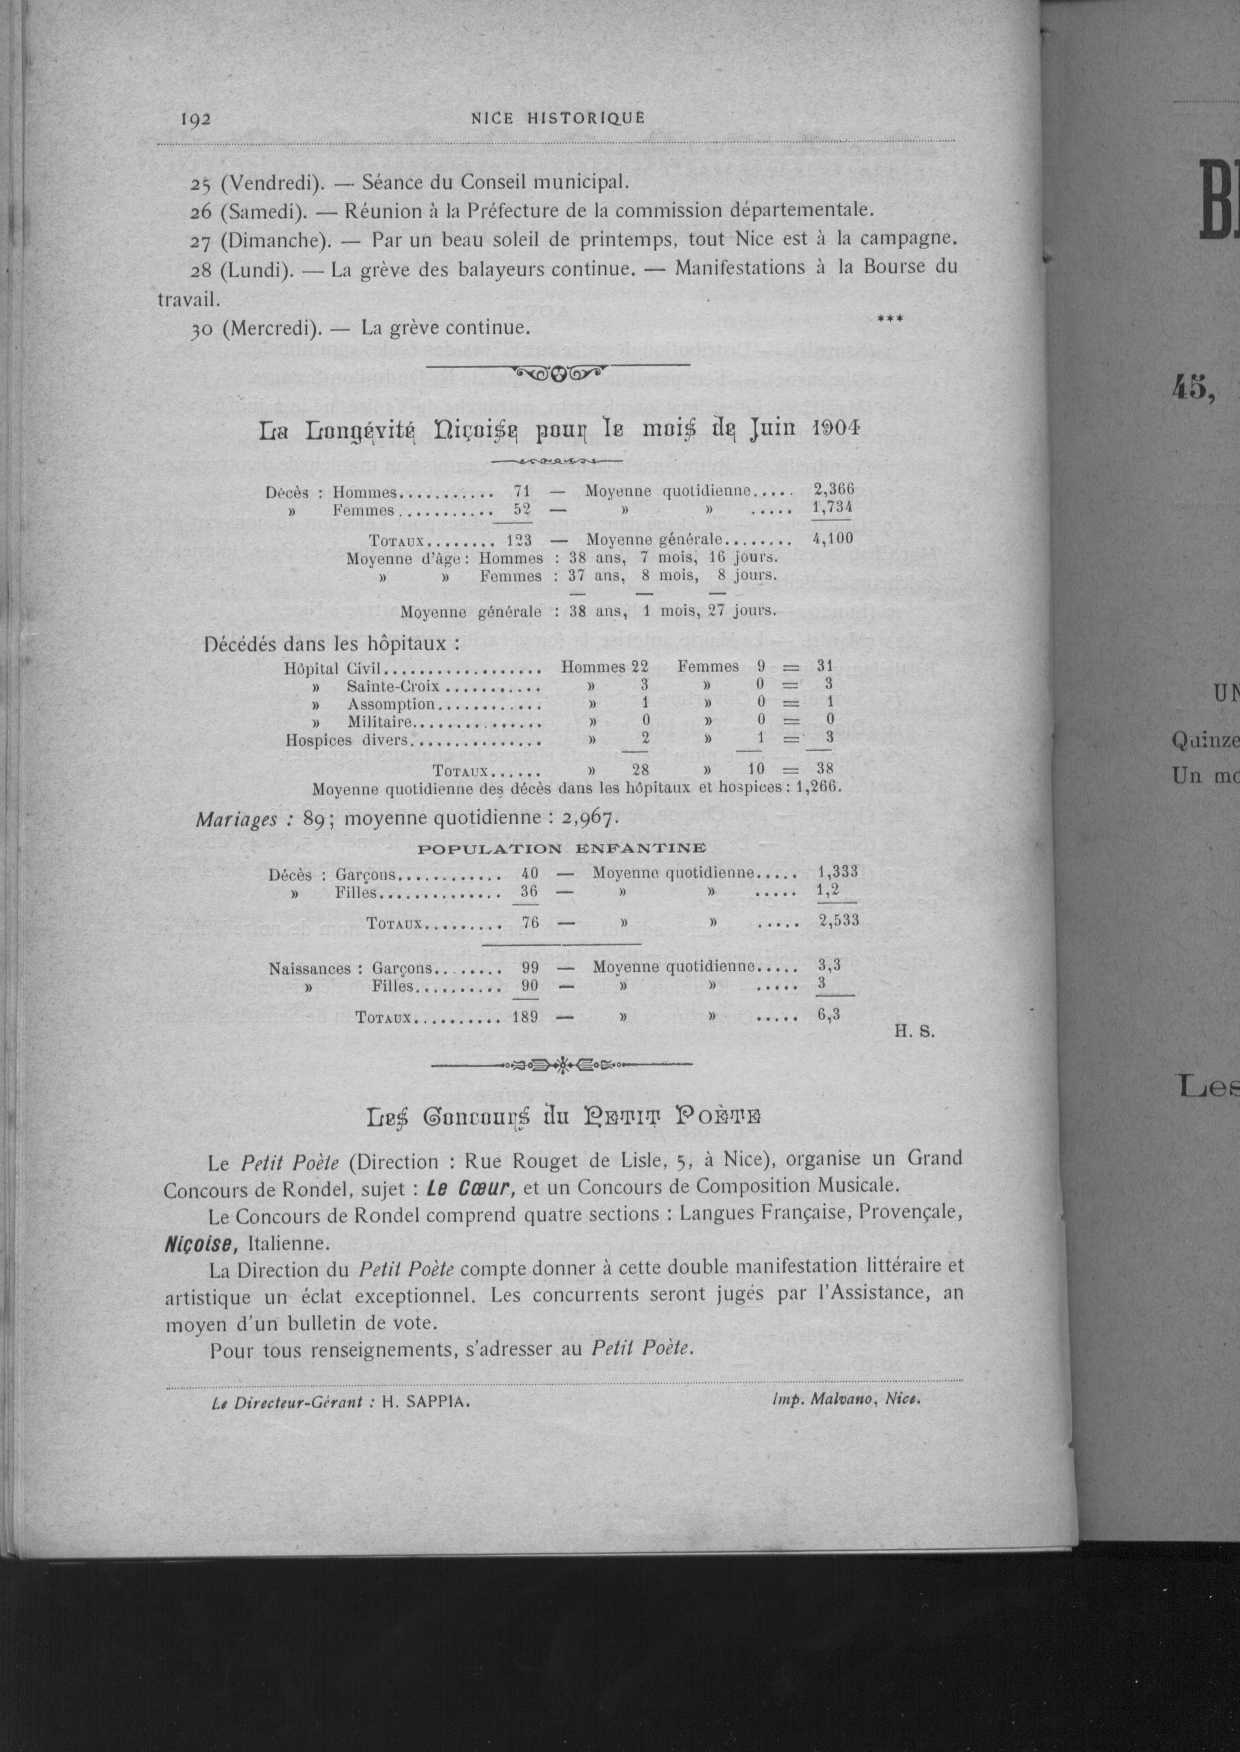 192 NICE HISTORIQUE
25 (Vendredi). — Séance du Conseil municipal.
26 (Samedi). — Réunion à la Préfecture de la commission départementale.
27 (Dimanche). — Par un beau soleil de printemps, tout Nice est à la campagne.
28 (Lundi). — La grève des balayeurs continue. — Manifestations à la Bourse du
travail.
30 (Mercredi). — La grève continue. ***
La Longévité Niçoise pour le mois de Juin 1904
Décès : Hommes........... 71 — Moyenne quotidienne..... 2,366
» Femmes........... 52 — » » ..... 1,734
TOTAUX........ 123 — Moyenne générale........ 4,100
Moyenne d'âge : Hommes : 38 ans, 7 mois, 16 jours.
» » Femmes : 37 ans, 8 mois, 8 jours.
Moyenne générale : 38 ans, 1 mois, 27 jours.
Décédés dans les hôpitaux :
Hôpital Civil.................. Hommes 22 Femmes 9 = 31
» Sainte-Croix ........... » 3 » 0 = 3
» Assomption............ » 1 » 0 = 1
» Militaire............... » 0 » 0 = 0
Hospices divers............... » 2 » 1 = 3
TOTAUX...... » 28 » 10 = 38
Moyenne quotidienne des décès dans les hôpitaux et hospices : 1,266.
Mariages : 89 ; moyenne quotidienne : 2,967.
POPULATION ENFANTINE
Décès : Garçons............ 40 — Moyenne quotidienne..... 1,333
» Filles.............. 36 — » » ..... 1,2
TOTAUX......... 76 — » » ..... 2,533
Naissances : Garçons........ 99 — Moyenne quotidienne..... 3,3
» Filles.......... 90 — » » ..... 3
TOTAUX.......... 189 — » » ..... 6,3
H. S.
Les Concours du PETIT POÈTE
Le Petit Poète (Direction : Rue Rouget de Lisle, 5, à Nice), organise un Grand
Concours de Rondel, sujet : Le Cœur, et un Concours de Composition Musicale.
Le Concours de Rondel comprend quatre sections : Langues Française, Provençale,
Niçoise, Italienne.
La Direction du Petit Poète compte donner à cette double manifestation littéraire et
artistique un éclat exceptionnel. Les concurrents seront jugés par l'Assistance, an
moyen d'un bulletin de vote.
Pour tous renseignements, s'adresser au Petit Poète.
Le Directeur-Gérant : H. SAPPIA. Imp. Malvano, Nice.
45,
Quinze
Un
Les